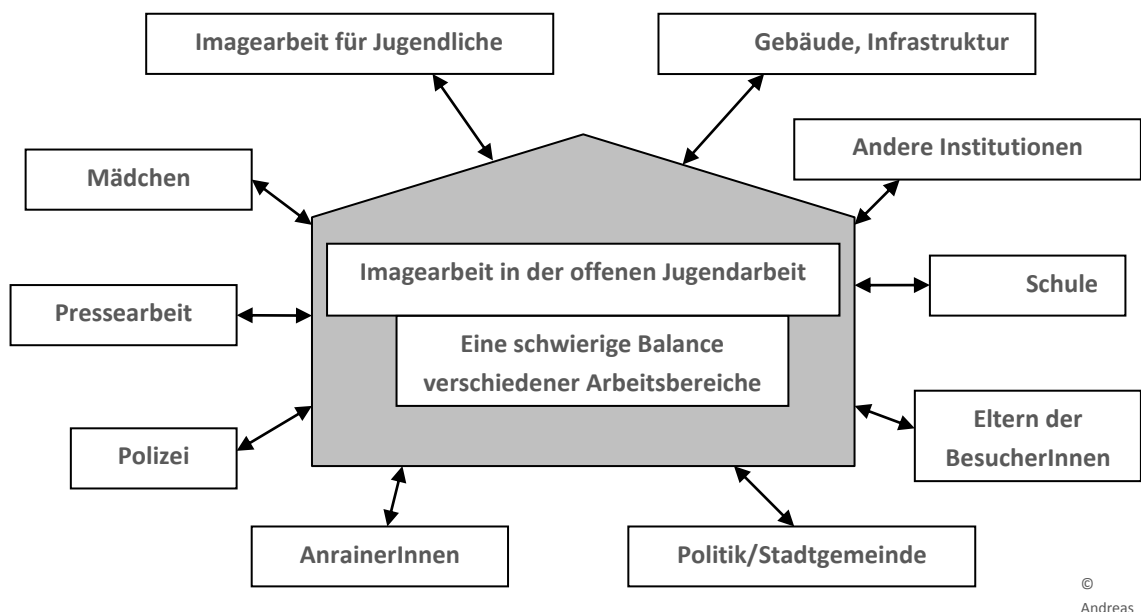 Imagearbeit für Jugendliche
Gebäude, Infrastruktur
Andere Institutionen
Mädchen
Imagearbeit in der offenen Jugendarbeit
Schule
Pressearbeit
Eine schwierige Balance
verschiedener Arbeitsbereiche
Eltern der
BesucherInnen
Polizei
AnrainerInnen
Politik/Stadtgemeinde
©
Andreas